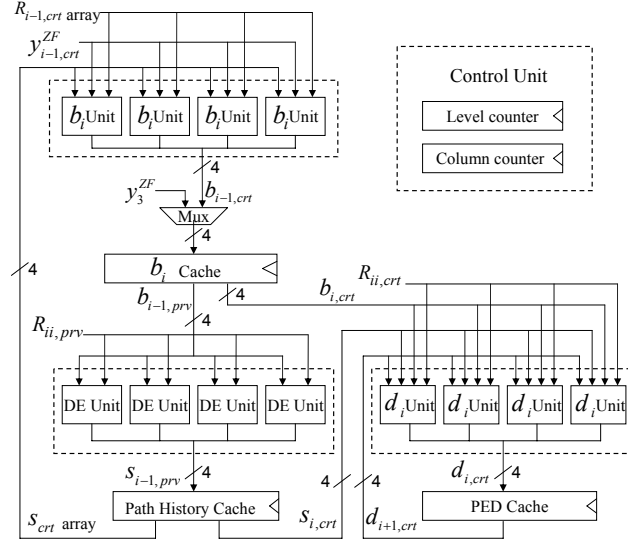 R_{i-1,crt} array
y_{i-1,crt}^{ZF}
Control Unit
Level counter
Column counter
b_i Unit b_i Unit b_i Unit b_i Unit
4
y_3^{ZF} b_{i-1,crt}
Mux
4
4
b_i Cache
b_{i-1,prv} 4 b_{i,crt} R_{ii,crt}
4
R_{ii,prv}
DE Unit DE Unit DE Unit DE Unit
d_i Unit d_i Unit d_i Unit d_i Unit
s_{i-1,prv} 4 4 4 d_{i,crt} 4
s_{crt} array
Path History Cache
s_{i,crt} d_{i+1,crt}
PED Cache